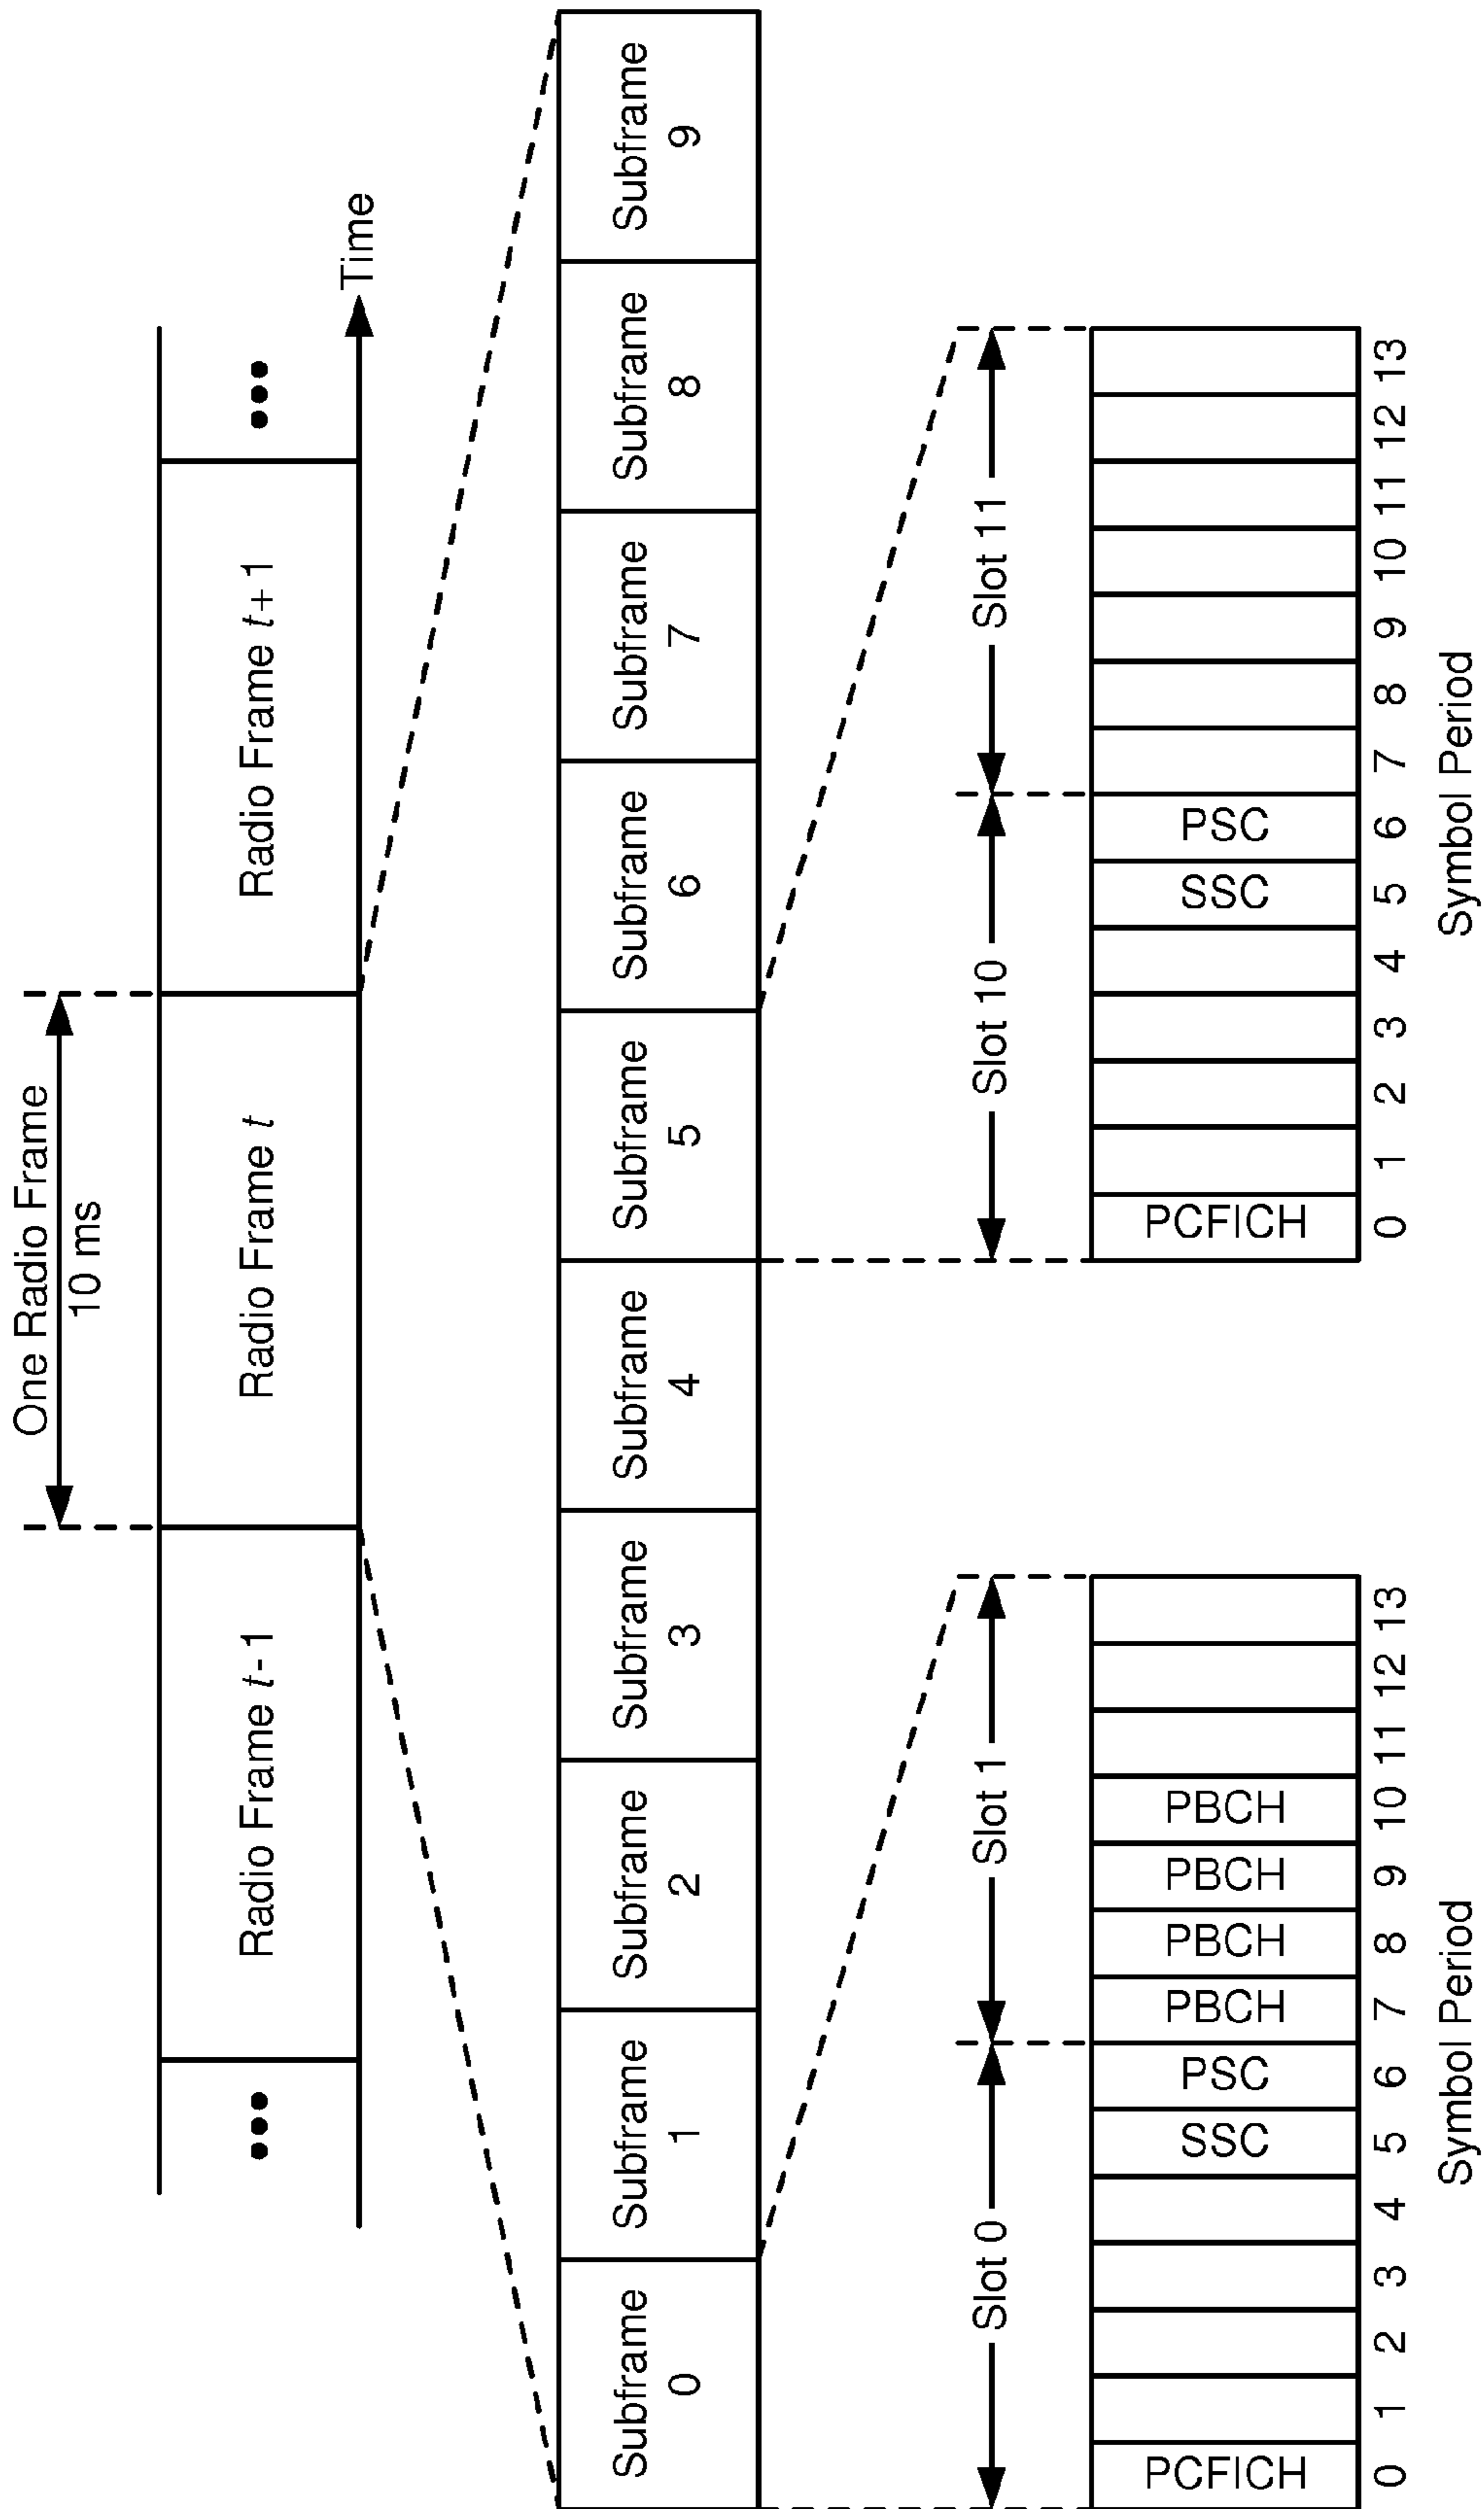 One Radio Frame
10 ms
••• Radio Frame t-1 Radio Frame t Radio Frame t+1 •••
Time
Subframe 0
Subframe 1
Subframe 2
Subframe 3
Subframe 4
Subframe 5
Subframe 6
Subframe 7
Subframe 8
Subframe 9
Slot 0 Slot 1
PCFICH SSC PSC PBCH PBCH PBCH PBCH
0 1 2 3 4 5 6 7 8 9 10 11 12 13
Symbol Period
Slot 10 Slot 11
PCFICH SSC PSC
0 1 2 3 4 5 6 7 8 9 10 11 12 13
Symbol Period